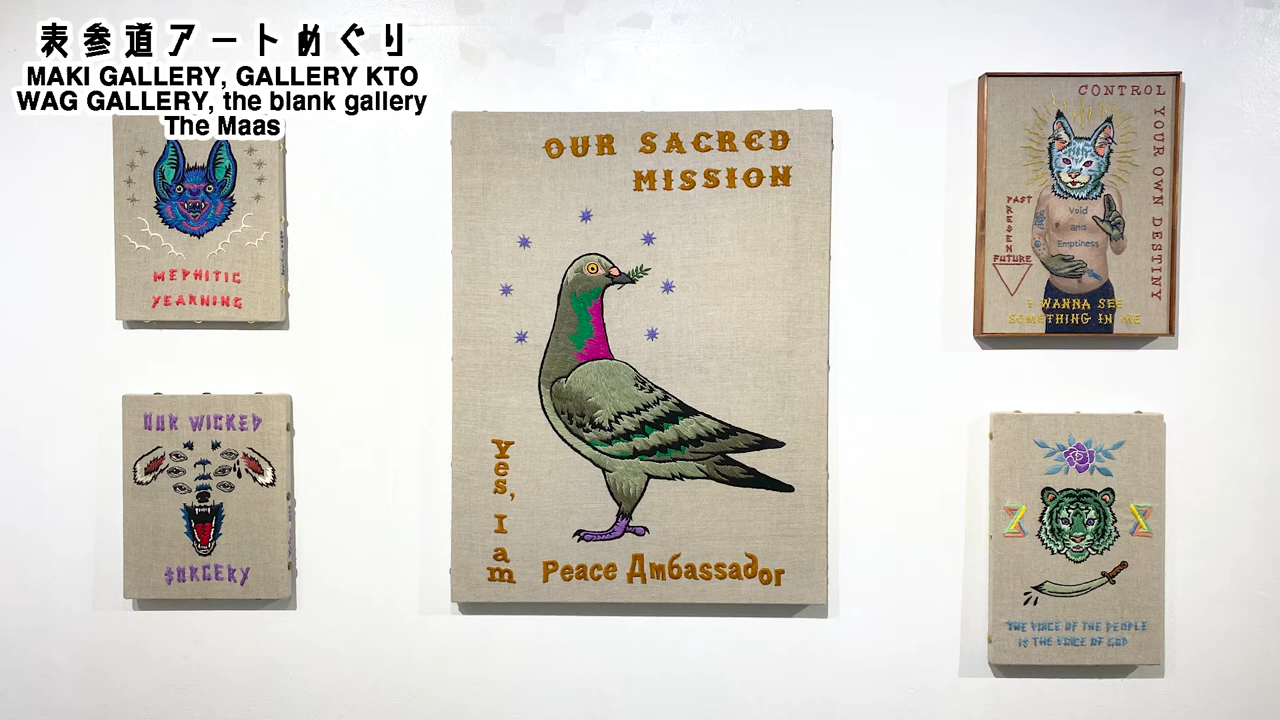 表参道アートめぐり
MAKI GALLERY, GALLERY KTO
WAG GALLERY, the blank gallery
The Maas
MEPHITIC
YEARNING
OUR WICKED
SORCERY
OUR SACRED
MISSION
Yes, I am
Peace Ambassador
CONTROL
YOUR OWN DESTINY
PAST
PRESENT
FUTURE
Void
and
Emptiness
I WANNA SEE
SOMETHING IN ME
THE VOICE OF THE PEOPLE
IS THE VOICE OF GOD